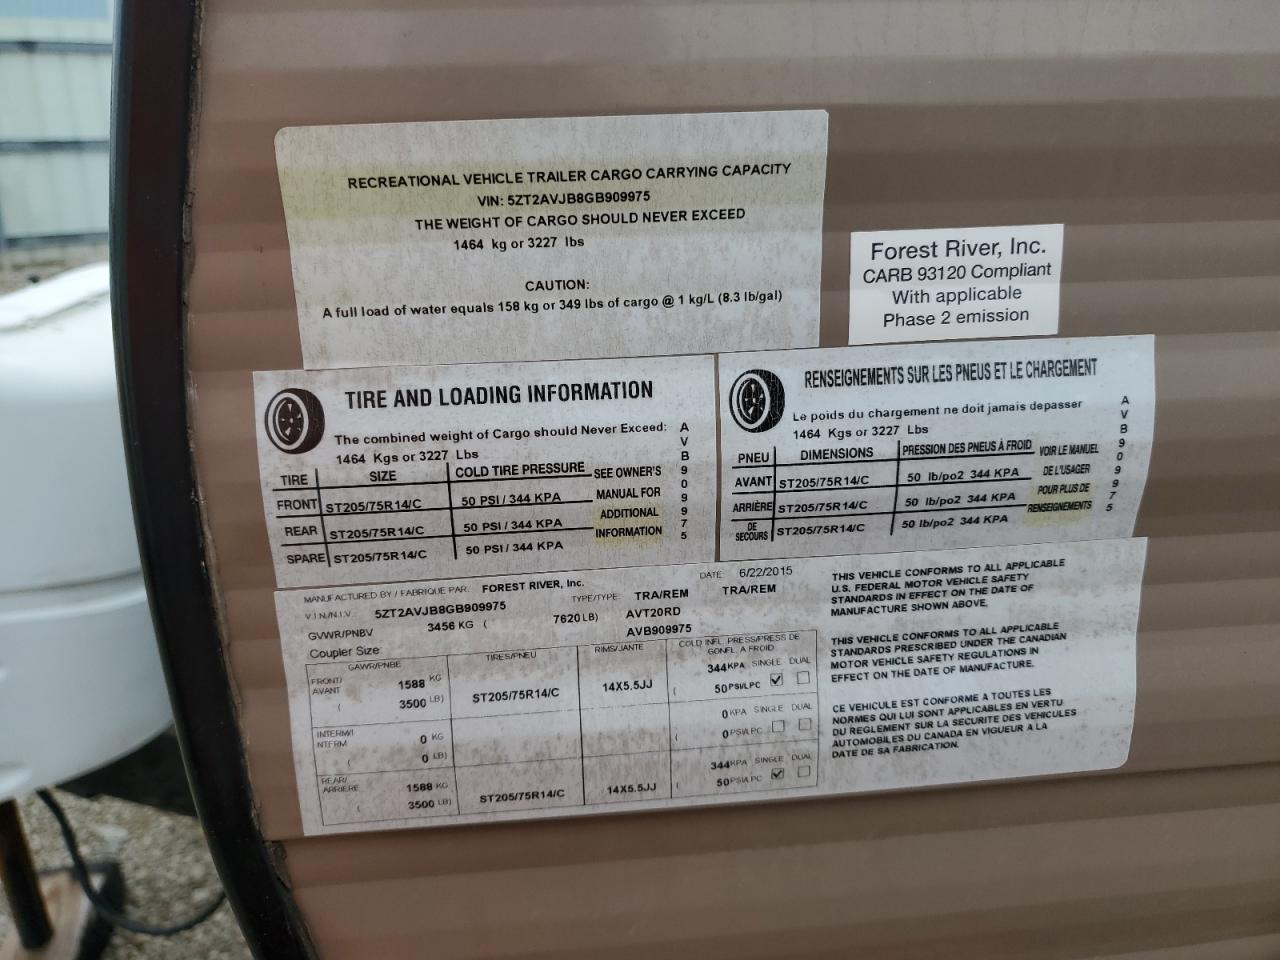 RECREATIONAL VEHICLE TRAILER CARGO CARRYING CAPACITY
VIN: 5ZT2AVJB8GB909975
THE WEIGHT OF CARGO SHOULD NEVER EXCEED
1464 kg or 3227 lbs
CAUTION:
A full load of water equals 158 kg or 349 lbs of cargo @ 1 kg/L (8.3 lb/gal)
Forest River, Inc.
CARB 93120 Compliant
With applicable
Phase 2 emission
TIRE AND LOADING INFORMATION
The combined weight of Cargo should Never Exceed:
1464 Kgs or 3227 Lbs
TIRE SIZE COLD TIRE PRESSURE SEE OWNER'S
FRONT ST205/75R14/C 50 PSI / 344 KPA MANUAL FOR
REAR ST205/75R14/C 50 PSI / 344 KPA ADDITIONAL
SPARE ST205/75R14/C 50 PSI / 344 KPA INFORMATION
AVB909975
RENSEIGNEMENTS SUR LES PNEUS ET LE CHARGEMENT
Le poids du chargement ne doit jamais depasser
1464 Kgs or 3227 Lbs
PNEU DIMENSIONS PRESSION DES PNEUS À FROID VOIR LE MANUEL
AVANT ST205/75R14/C 50 lb/po2 344 KPA DE L'USAGER
ARRIÈRE ST205/75R14/C 50 lb/po2 344 KPA POUR PLUS DE
DE SECOURS ST205/75R14/C 50 lb/po2 344 KPA RENSEIGNEMENTS
AVB909975
MANUFACTURED BY / FABRIQUE PAR: FOREST RIVER, Inc. DATE: 6/22/2015
V.I.N/N.I.V. 5ZT2AVJB8GB909975 TYPE/TYPE: TRA/REM TRA/REM
GVWR/PNBV 3456 KG ( 7620 LB) AVT20RD
Coupler Size: AVB909975
GAWR/PNBE TIRES/PNEU RIMS/JANTE COLD INFL. PRESS/PRESS DE
GONFL. A FROID
FRONT/ AVANT 1588 KG ST205/75R14/C 14X5.5JJ 344 KPA SINGLE DUAL
( 3500 LB) ( 50 PSI/LPC
INTERM/I NTFRM 0 KG 0 KPA SINGLE DUAL
( 0 LB) ( 0 PSI/LPC
REAR/ ARRIERE 1588 KG ST205/75R14/C 14X5.5JJ 344 KPA SINGLE DUAL
( 3500 LB) ( 50 PSI/LPC
THIS VEHICLE CONFORMS TO ALL APPLICABLE
U.S. FEDERAL MOTOR VEHICLE SAFETY
STANDARDS IN EFFECT ON THE DATE OF
MANUFACTURE SHOWN ABOVE.
THIS VEHICLE CONFORMS TO ALL APPLICABLE
STANDARDS PRESCRIBED UNDER THE CANADIAN
MOTOR VEHICLE SAFETY REGULATIONS IN
EFFECT ON THE DATE OF MANUFACTURE.
CE VEHICULE EST CONFORME A TOUTES LES
NORMES QUI LUI SONT APPLICABLES EN VERTU
DU REGLEMENT SUR LA SECURITE DES VEHICULES
AUTOMOBILES DU CANADA EN VIGUEUR A LA
DATE DE SA FABRICATION.